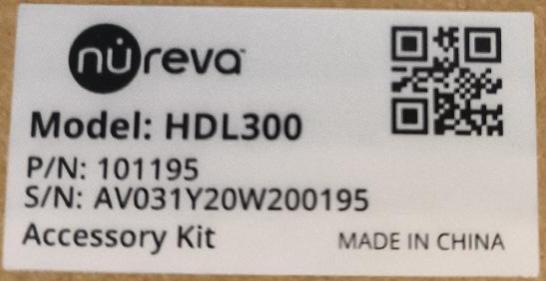 nureva
Model: HDL300
P/N: 101195
S/N: AV031Y20W200195
Accessory Kit
MADE IN CHINA